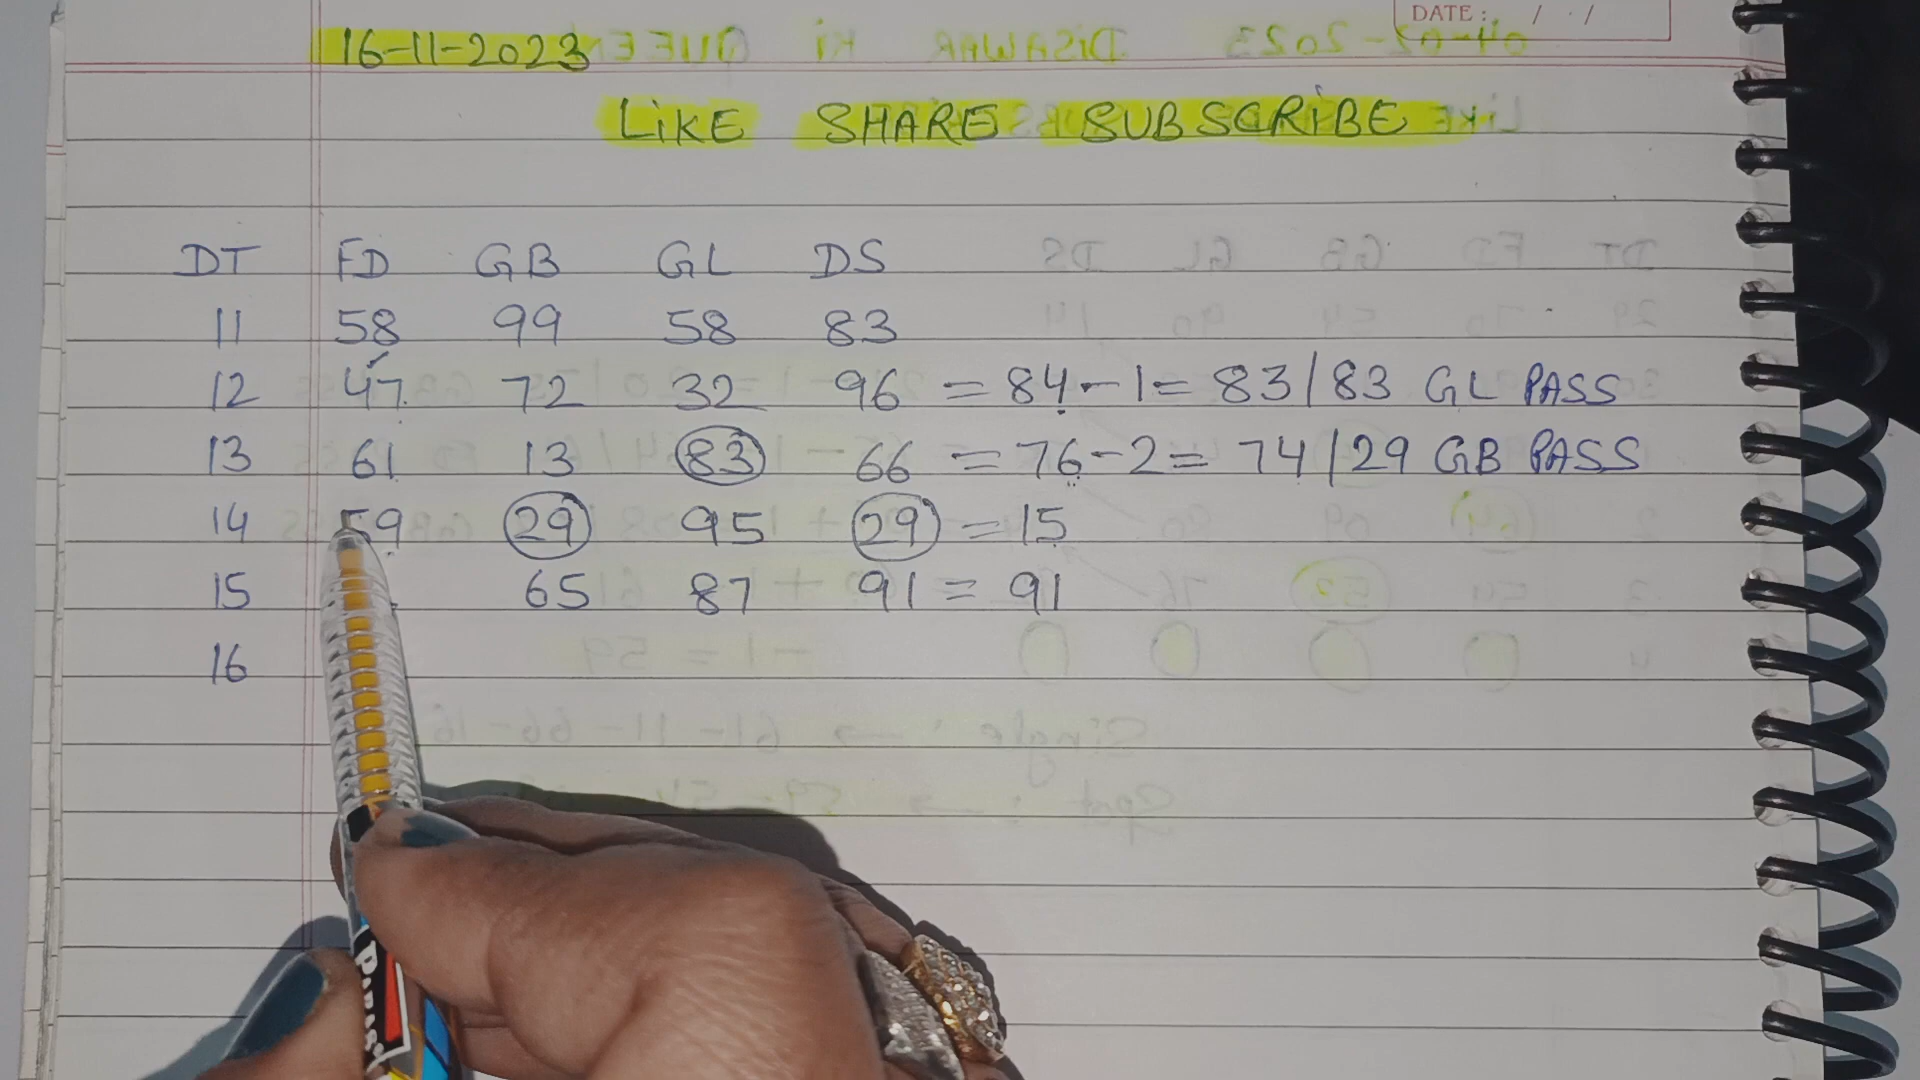 DATE: / /
16-11-2023
LiKE SHARE SUBSCRiBE
DT FD GB GL DS
11 58 99 58 83
12 47 72 32 96 = 84-1= 83/83 GL PASS
13 61 13 83 66 = 76-2= 74/29 GB PASS
14 59 29 95 29 = 15
15 65 87 91 = 91
16